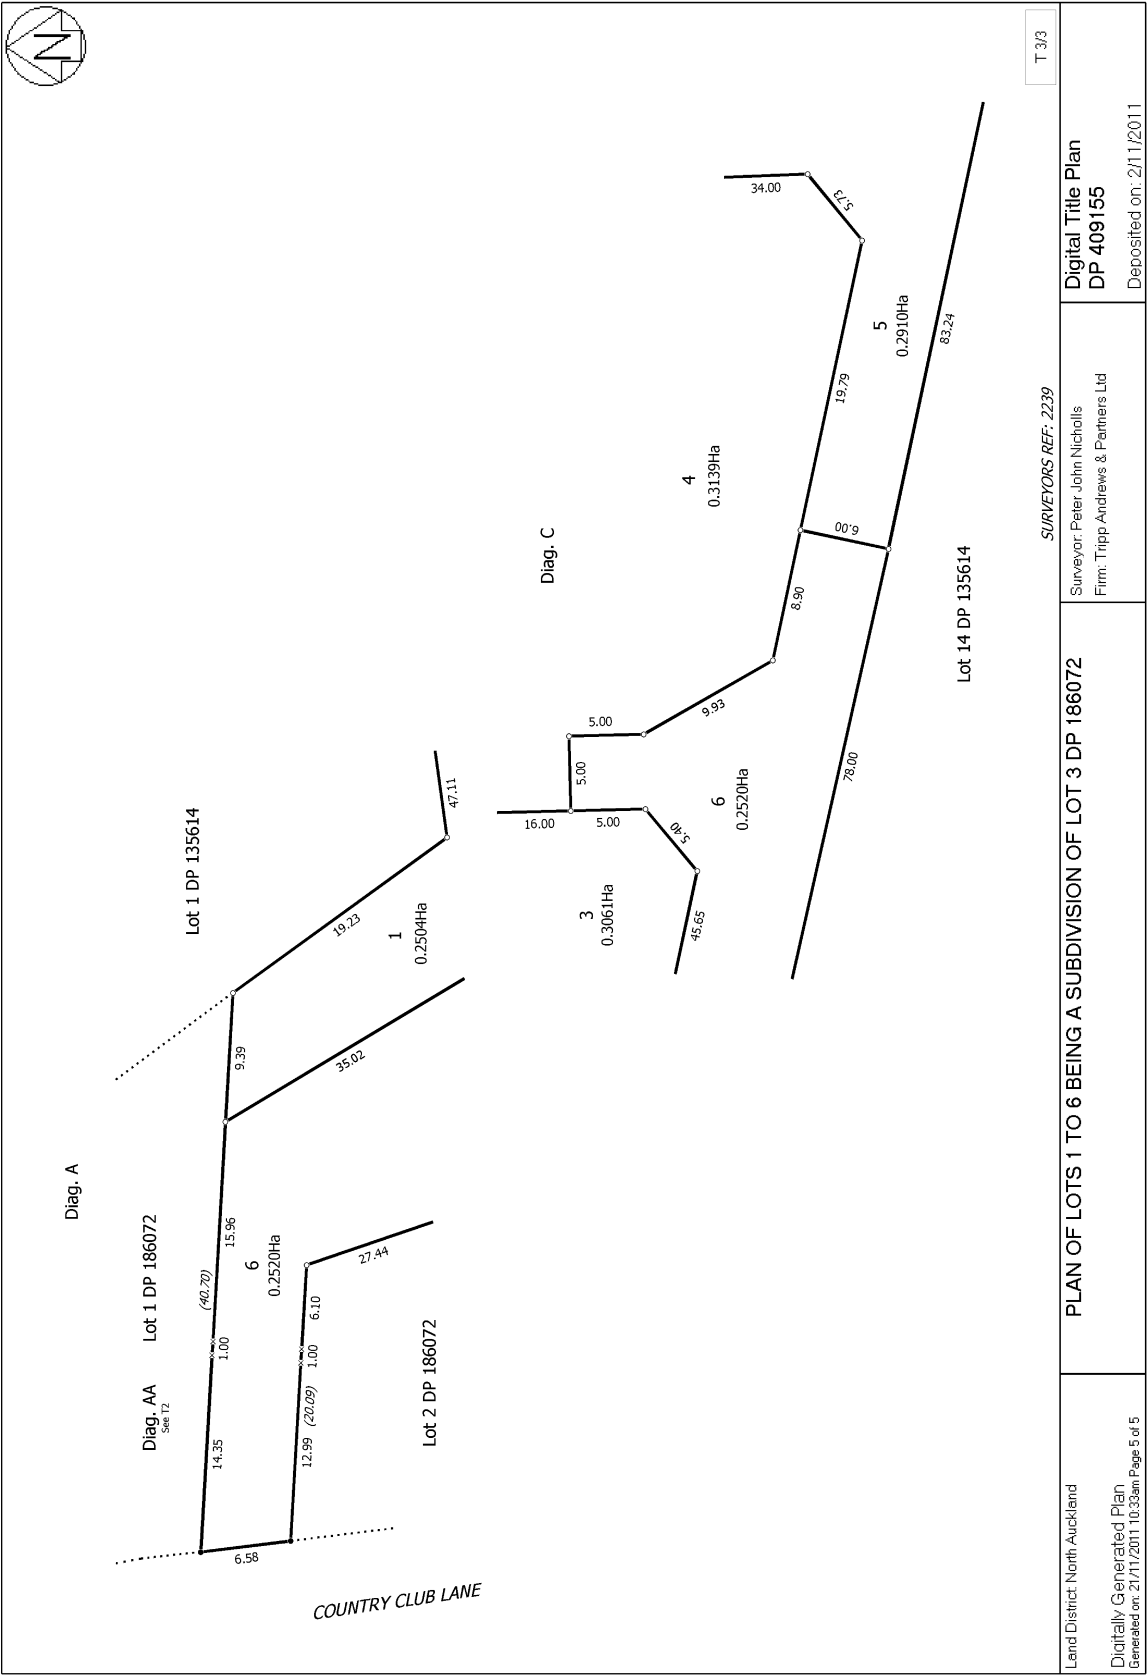 N
T 3/3
Diag. A
Diag. AA
See T2
Lot 1 DP 186072
Lot 1 DP 135614
14.35
1.00
(40.70)
15.96
9.39
19.23
47.11
6
0.2520Ha
1
0.2504Ha
35.02
6.58
12.99
(20.09)
1.00
6.10
27.44
Lot 2 DP 186072
COUNTRY CLUB LANE
Diag. C
16.00
5.00
5.00
5.00
3
0.3061Ha
45.65
5.40
9.93
6
0.2520Ha
4
0.3139Ha
8.90
6.00
19.79
5.73
34.00
5
0.2910Ha
78.00
83.24
Lot 14 DP 135614
SURVEYORS REF: 2239
Land District: North Auckland
Digitally Generated Plan
Generated on: 21/11/2011 10:33am Page 5 of 5
PLAN OF LOTS 1 TO 6 BEING A SUBDIVISION OF LOT 3 DP 186072
Surveyor: Peter John Nicholls
Firm: Tripp Andrews & Partners Ltd
Digital Title Plan
DP 409155
Deposited on: 2/11/2011